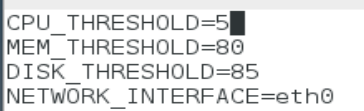 CPU_THRESHOLD=5
MEM_THRESHOLD=80
DISK_THRESHOLD=85
NETWORK_INTERFACE=eth0